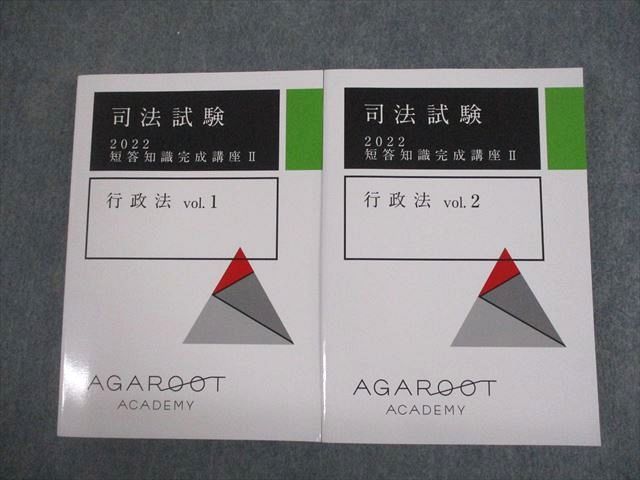 司法試験
2022
短答知識完成講座Ⅱ
行政法 vol.1
AGAROOT
ACADEMY
司法試験
2022
短答知識完成講座Ⅱ
行政法 vol.2
AGAROOT
ACADEMY